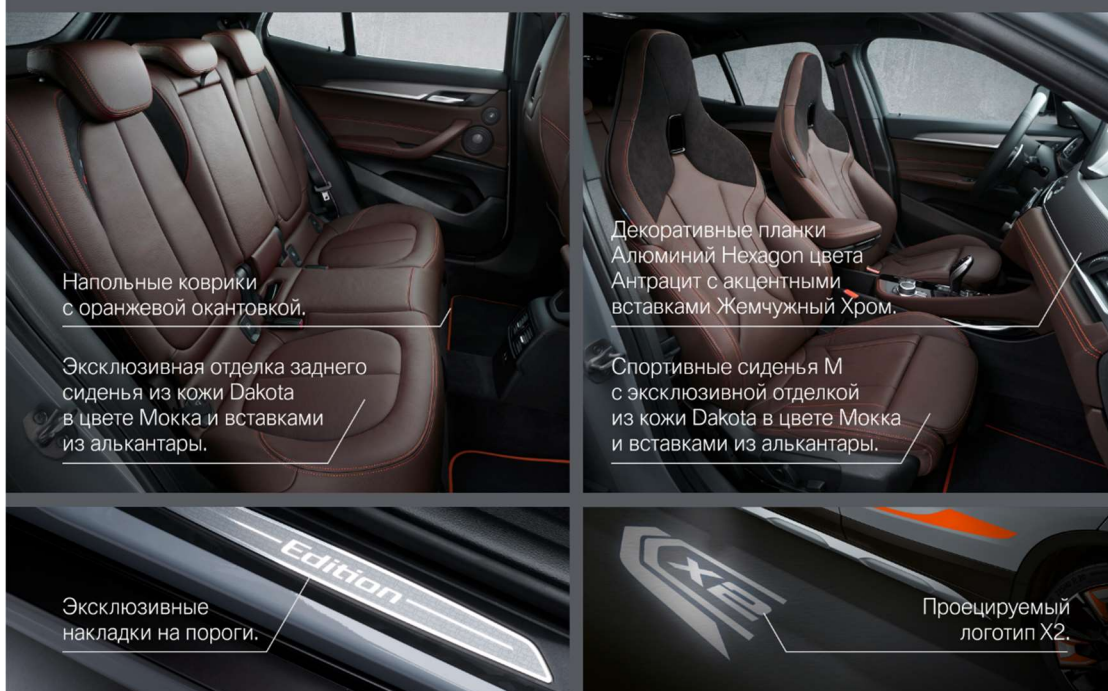 Напольные коврики
с оранжевой окантовкой.
Эксклюзивная отделка заднего
сиденья из кожи Dakota
в цвете Мокка и вставками
из алькантары.
Декоративные планки
Алюминий Hexagon цвета
Антрацит с акцентными
вставками Жемчужный Хром.
Спортивные сиденья М
с эксклюзивной отделкой
из кожи Dakota в цвете Мокка
и вставками из алькантары.
Edition
Эксклюзивные
накладки на пороги.
X2
Проецируемый
логотип X2.